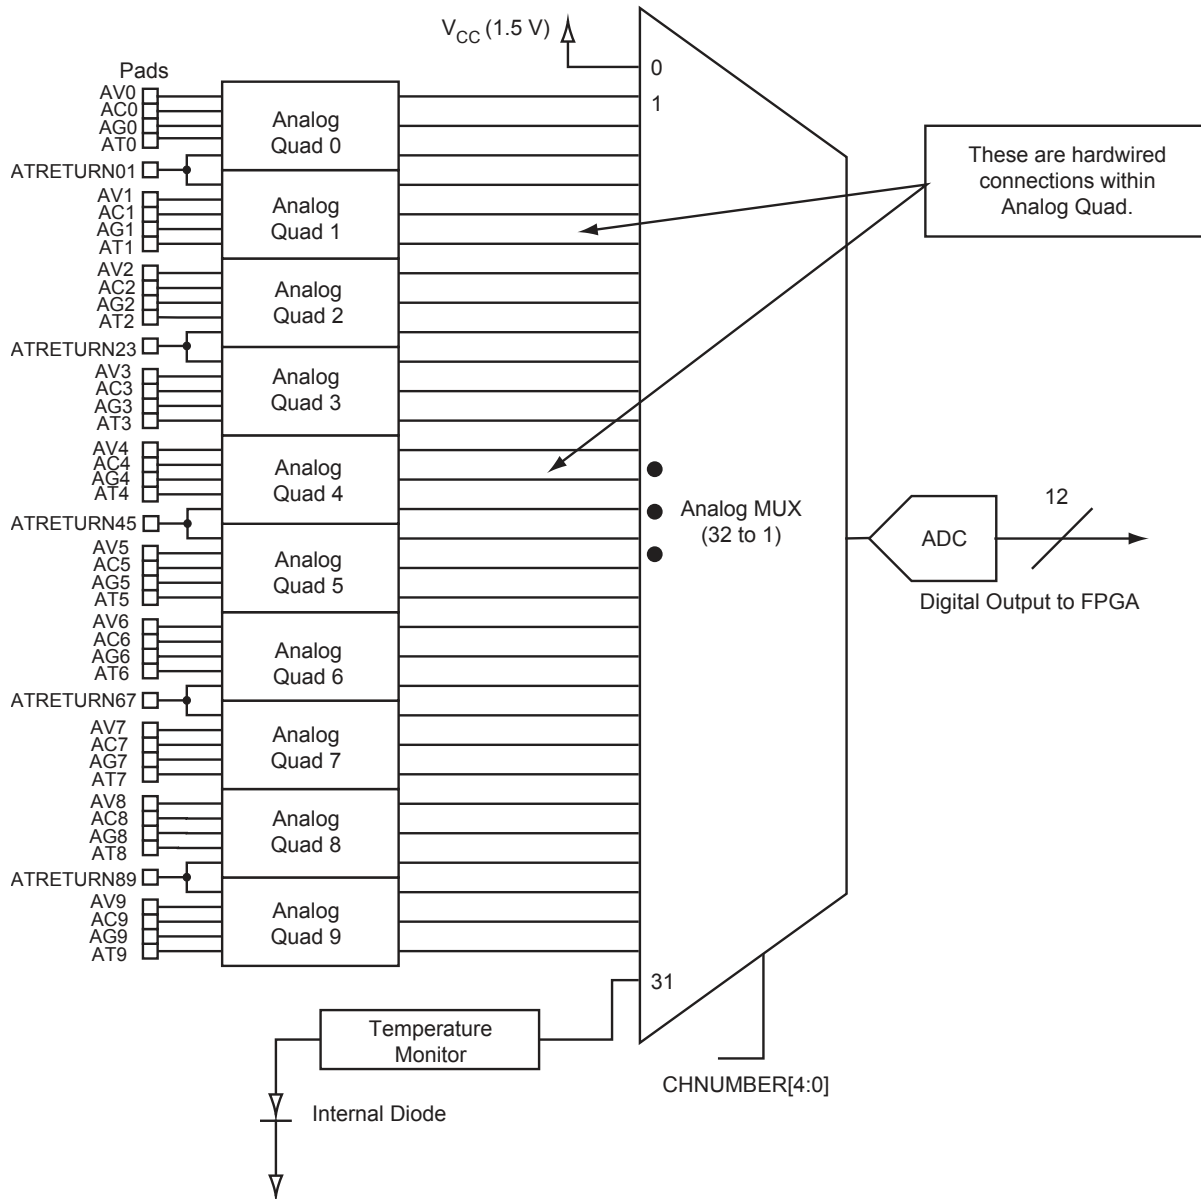 VCC (1.5 V)
Pads
0
1
AV0
AC0
AG0
AT0
Analog
Quad 0
ATRETURN01
AV1
AC1
AG1
AT1
Analog
Quad 1
These are hardwired
connections within
Analog Quad.
AV2
AC2
AG2
AT2
Analog
Quad 2
ATRETURN23
AV3
AC3
AG3
AT3
Analog
Quad 3
AV4
AC4
AG4
AT4
Analog
Quad 4
ATRETURN45
Analog MUX
(32 to 1)
ADC
12
Digital Output to FPGA
AV5
AC5
AG5
AT5
Analog
Quad 5
AV6
AC6
AG6
AT6
Analog
Quad 6
ATRETURN67
AV7
AC7
AG7
AT7
Analog
Quad 7
AV8
AC8
AG8
AT8
Analog
Quad 8
ATRETURN89
AV9
AC9
AG9
AT9
Analog
Quad 9
31
Temperature
Monitor
CHNUMBER[4:0]
Internal Diode